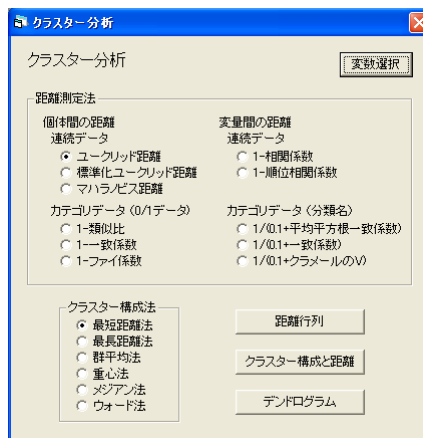 クラスター分析
クラスター分析
変数選択
距離測定法
個体間の距離
連続データ
ユークリッド距離
標準化ユークリッド距離
マハラノビス距離
カテゴリデータ (0/1データ)
1-類似比
1-一致係数
1-ファイ係数
変量間の距離
連続データ
1-相関係数
1-順位相関係数
カテゴリデータ (分類名)
1/(0.1+平均平方根一致係数)
1/(0.1+一致係数)
1/(0.1+クラメールのV)
クラスター構成法
最短距離法
最長距離法
群平均法
重心法
メジアン法
ウォード法
距離行列
クラスター構成と距離
デンドログラム